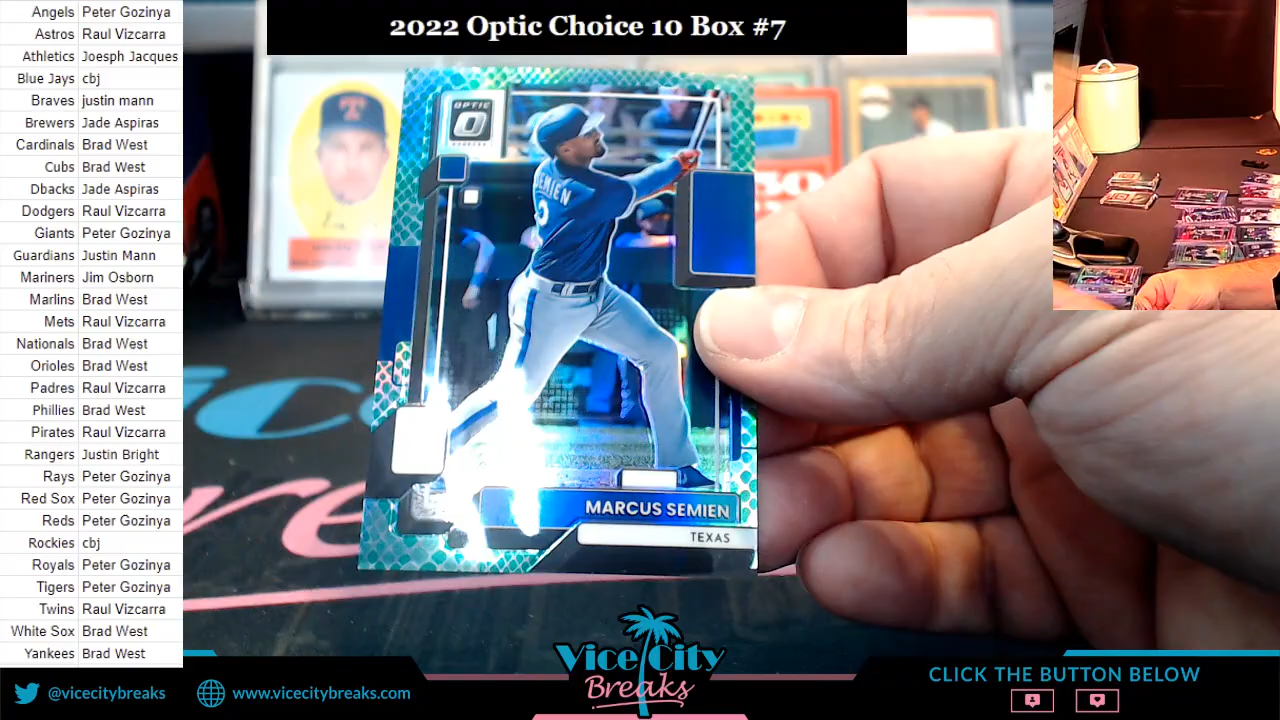 2022 Optic Choice 10 Box #7
Angels Peter Gozinya
Astros Raul Vizcarra
Athletics Joesph Jacques
Blue Jays cbj
Braves justin mann
Brewers Jade Aspiras
Cardinals Brad West
Cubs Brad West
Dbacks Jade Aspiras
Dodgers Raul Vizcarra
Giants Peter Gozinya
Guardians Justin Mann
Mariners Jim Osborn
Marlins Brad West
Mets Raul Vizcarra
Nationals Brad West
Orioles Brad West
Padres Raul Vizcarra
Phillies Brad West
Pirates Raul Vizcarra
Rangers Justin Bright
Rays Peter Gozinya
Red Sox Peter Gozinya
Reds Peter Gozinya
Rockies cbj
Royals Peter Gozinya
Tigers Peter Gozinya
Twins Raul Vizcarra
White Sox Brad West
Yankees Brad West
OPTIC
SEMIEN
2
T
MARCUS SEMIEN
TEXAS
Vice City
Breaks
@vicecitybreaks
www.vicecitybreaks.com
CLICK THE BUTTON BELOW